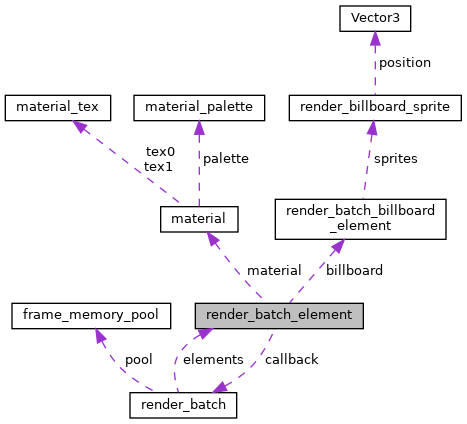 Vector3
position
material_tex
material_palette
render_billboard_sprite
tex0
tex1
palette
sprites
material
render_batch_billboard
_element
material
billboard
frame_memory_pool
render_batch_element
pool
elements
callback
render_batch